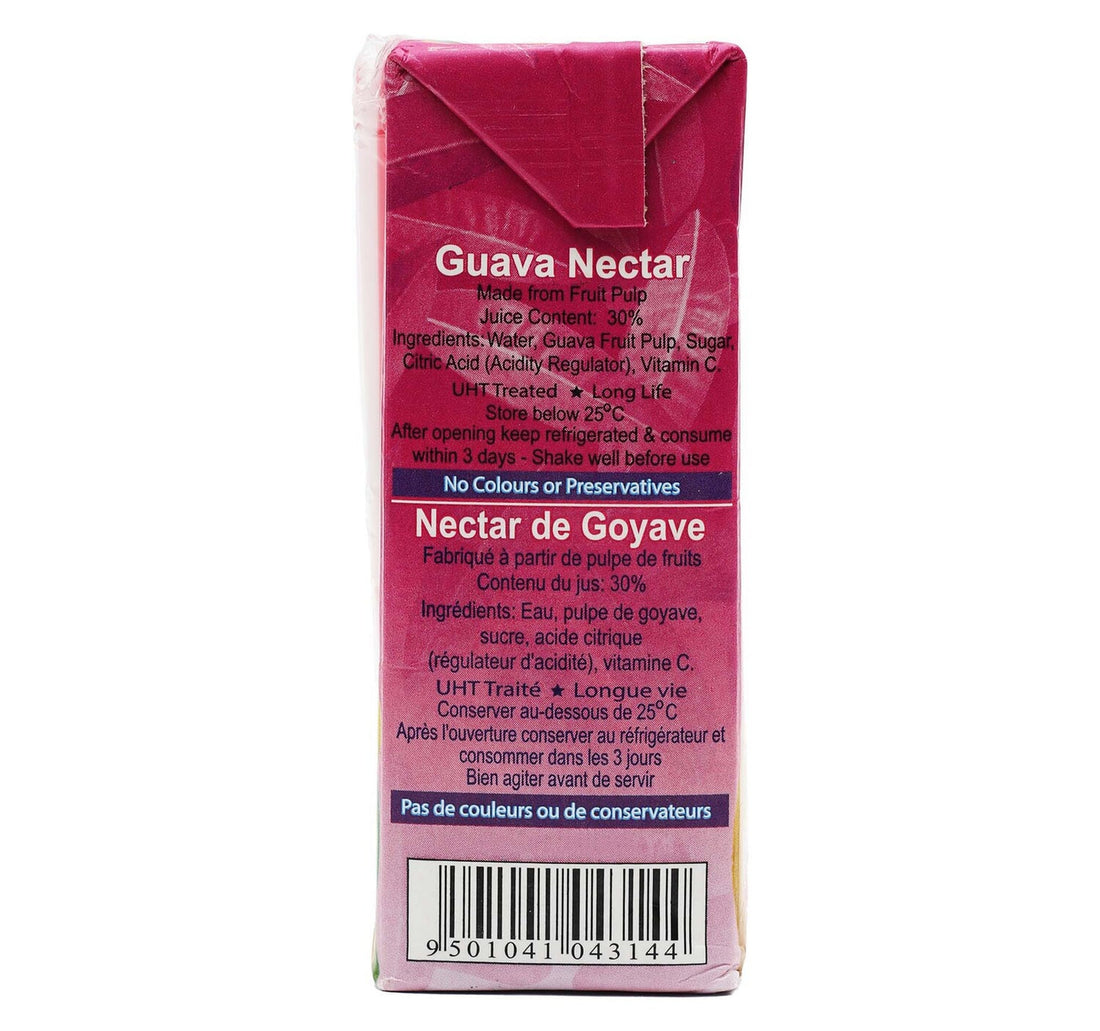 Guava Nectar
Made from Fruit Pulp
Juice Content: 30%
Ingredients: Water, Guava Fruit Pulp, Sugar,
Citric Acid (Acidity Regulator), Vitamin C.
UHT Treated ★ Long Life
Store below 25°C
After opening keep refrigerated & consume
within 3 days - Shake well before use
No Colours or Preservatives
Nectar de Goyave
Fabriqué à partir de pulpe de fruits
Contenu du jus: 30%
Ingrédients: Eau, pulpe de goyave,
sucre, acide citrique
(régulateur d'acidité), vitamine C.
UHT Traité ★ Longue vie
Conserver au-dessous de 25°C
Après l'ouverture conserver au réfrigérateur et
consommer dans les 3 jours
Bien agiter avant de servir
Pas de couleurs ou de conservateurs
9 501041 043144